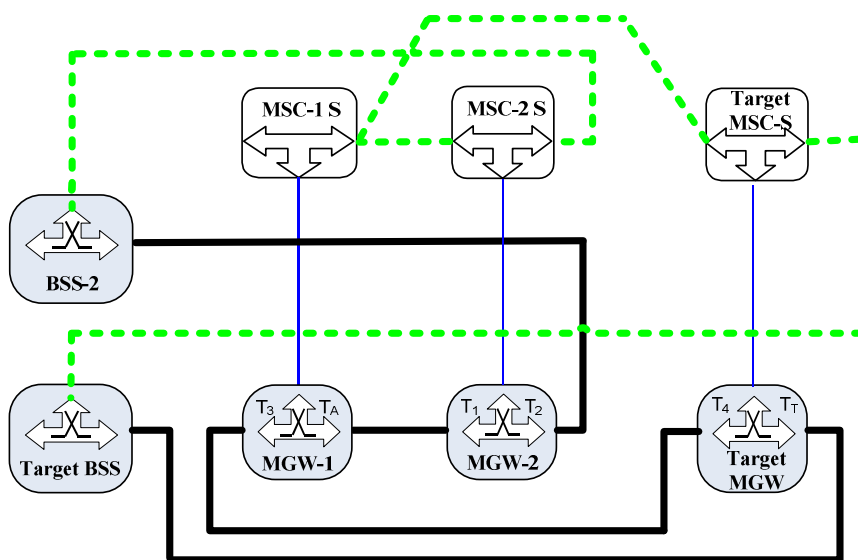 MSC-1 S
MSC-2 S
Target
MSC-S
BSS-2
T3
TA
T1
T2
T4
TT
Target BSS
MGW-1
MGW-2
Target
MGW